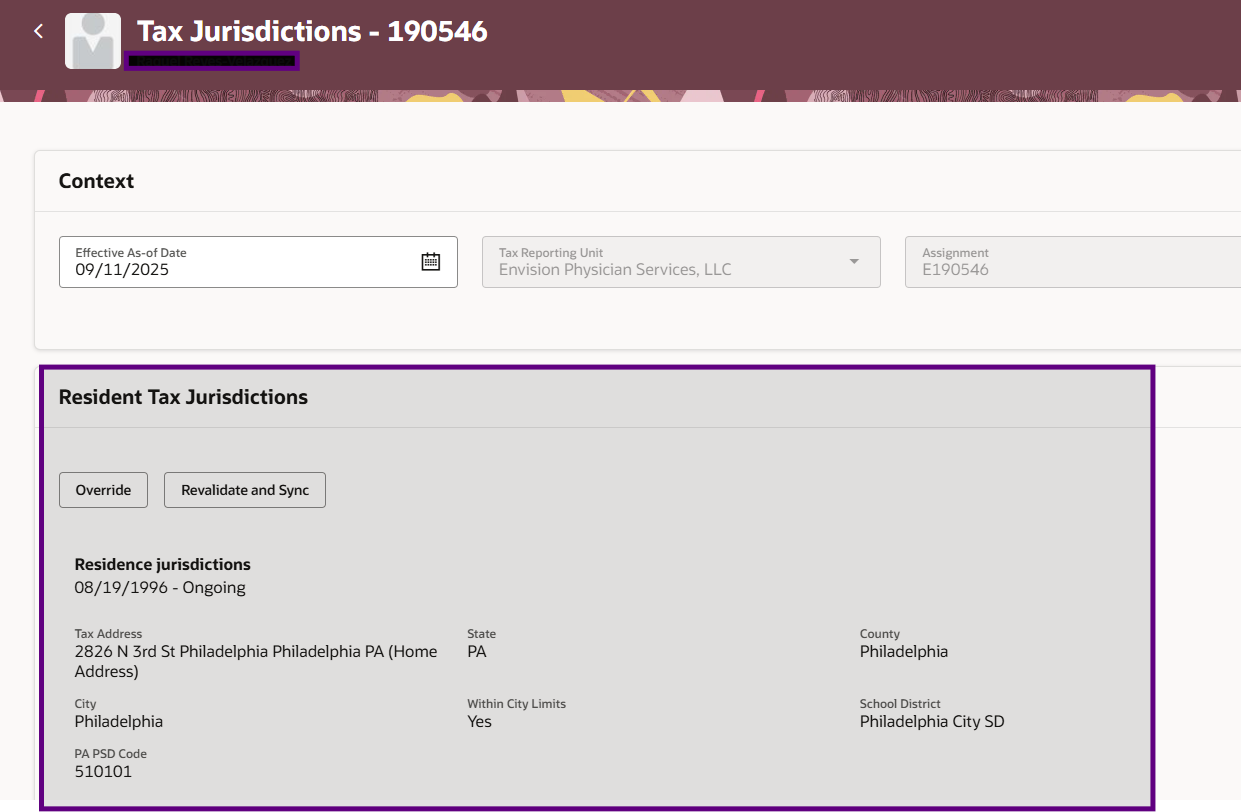 Tax Jurisdictions - 190546
Context
Effective As-of Date
09/11/2025
Tax Reporting Unit
Envision Physician Services, LLC
Assignment
E190546
Resident Tax Jurisdictions
Override
Revalidate and Sync
Residence jurisdictions
08/19/1996 - Ongoing
Tax Address
2826 N 3rd St Philadelphia Philadelphia PA (Home
Address)
State
PA
County
Philadelphia
City
Philadelphia
Within City Limits
Yes
School District
Philadelphia City SD
PA PSD Code
510101